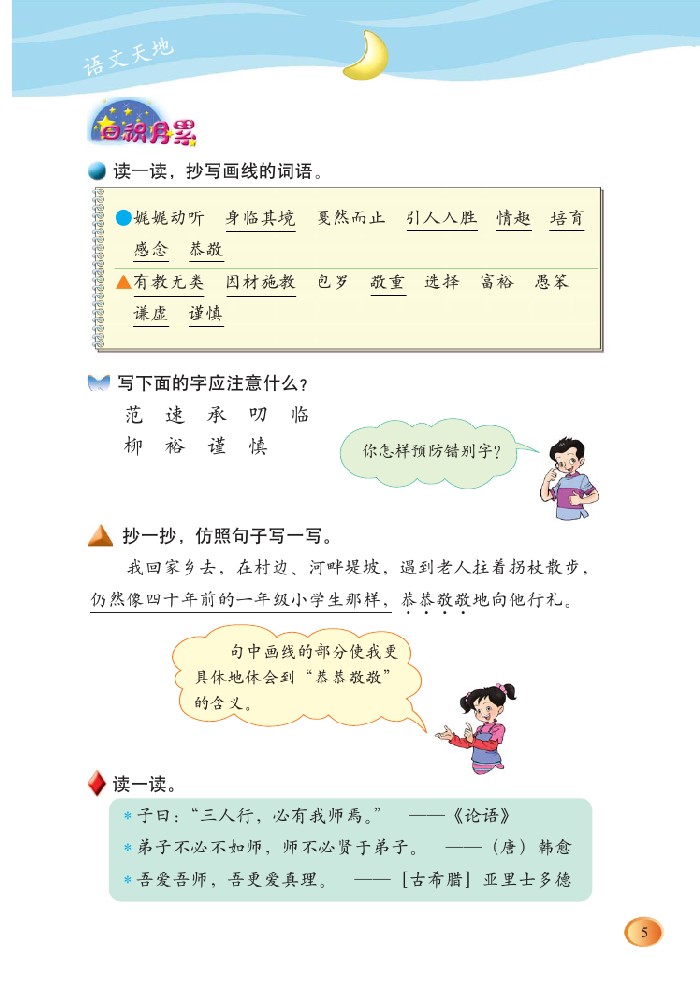 语文天地
日积月累
读一读，抄写画线的词语。
娓娓动听 身临其境 戛然而止 引人入胜 情趣 培育
感念 恭敬
有教无类 因材施教 包罗 敬重 选择 富裕 愚笨
谦虚 谨慎
写下面的字应注意什么？
范 速 承 叨 临
柳 裕 谨 慎
你怎样预防错别字？
抄一抄，仿照句子写一写。
我回家乡去，在村边、河畔堤坡，遇到老人拄着拐杖散步，
仍然像四十年前的一年级小学生那样，恭恭敬敬地向他行礼。
句中画线的部分使我更
具体地体会到“恭恭敬敬”
的含义。
读一读。
*子曰：“三人行，必有我师焉。” ——《论语》
*弟子不必不如师，师不必贤于弟子。 ——（唐）韩愈
*吾爱吾师，吾更爱真理。 ——［古希腊］亚里士多德
5